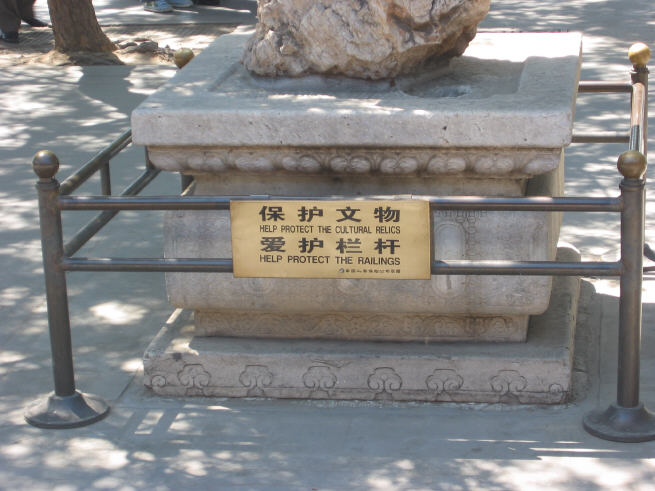 保护文物
HELP PROTECT THE CULTURAL RELICS
爱护栏杆
HELP PROTECT THE RAILINGS